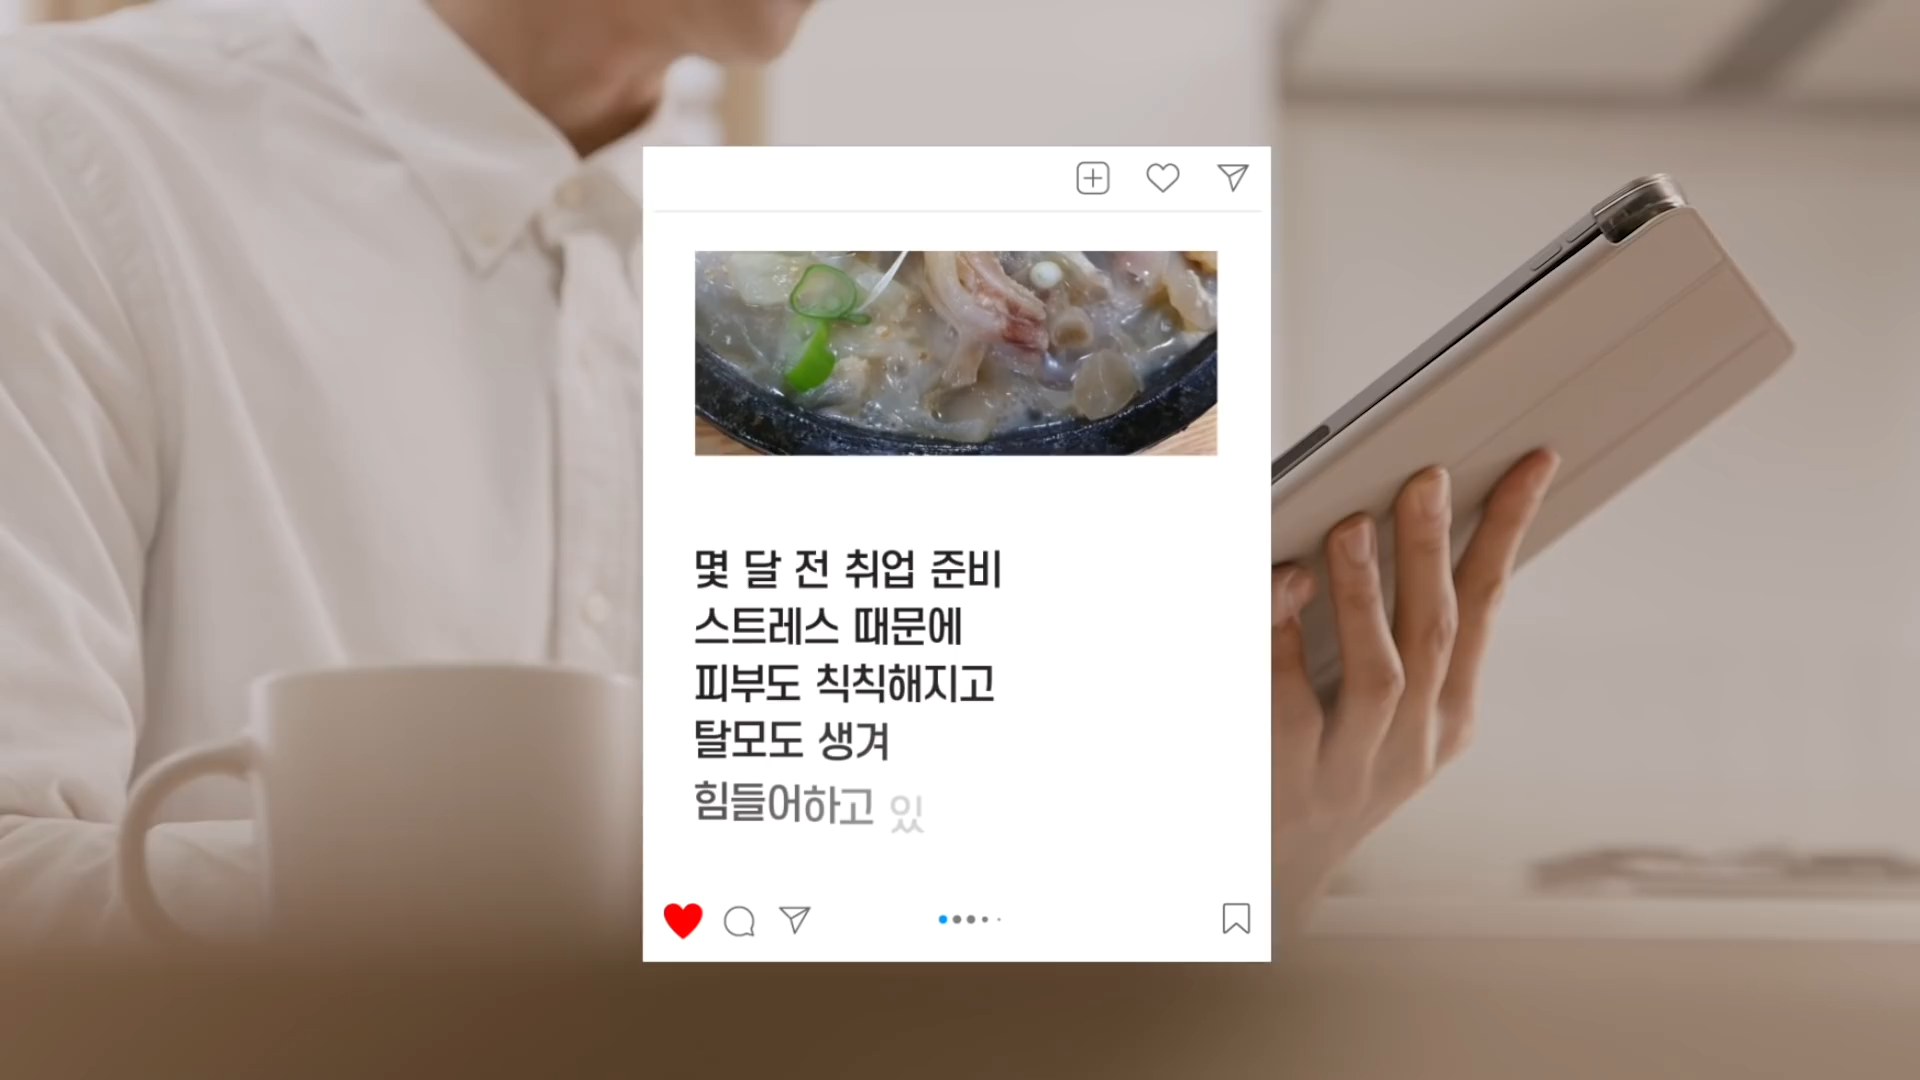 몇 달 전 취업 준비
스트레스 때문에
피부도 칙칙해지고
탈모도 생겨
힘들어하고 있